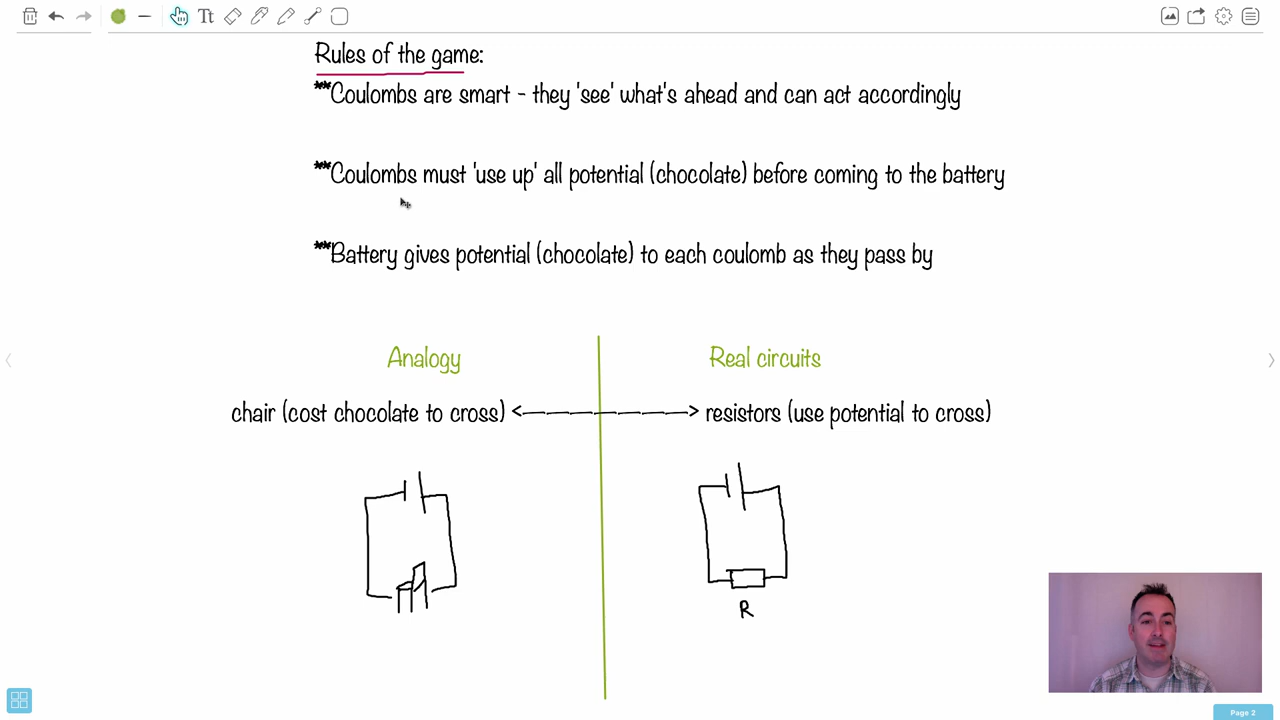 Tt
Rules of the game:
**Coulombs are smart - they 'see' what's ahead and can act accordingly
**Coulombs must 'use up' all potential (chocolate) before coming to the battery
**Battery gives potential (chocolate) to each coulomb as they pass by
Analogy
Real circuits
chair (cost chocolate to cross) <----------> resistors (use potential to cross)
R
Page 2